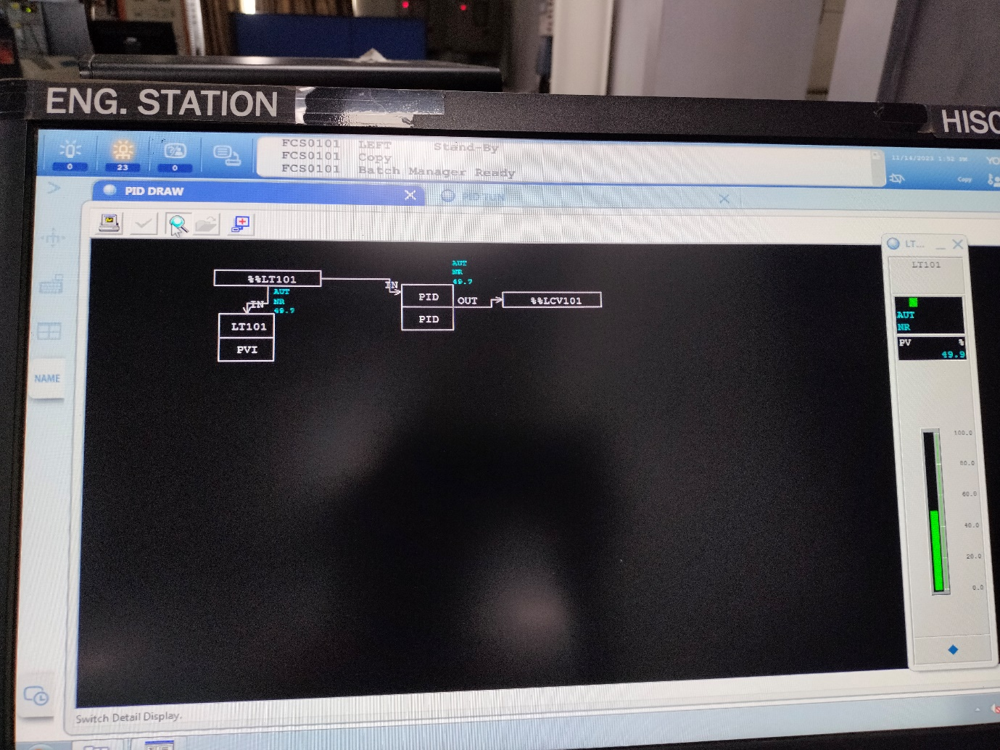 ENG. STATION
HISC
FCS0101 LEFT Stand-By
FCS0101 Copy
FCS0101 Batch Manager Ready
0
23
0
11/14/2023 1:52 PM
YO
Copy
PID DRAW
NAME
%%LT101
IN
AUT
NR
49.7
LT101
PVI
IN
AUT
NR
49.7
PID
PID
OUT
%%LCV101
LT...
LT101
AUT
NR
PV %
49.9
100.0
80.0
60.0
40.0
20.0
0.0
Switch Detail Display.